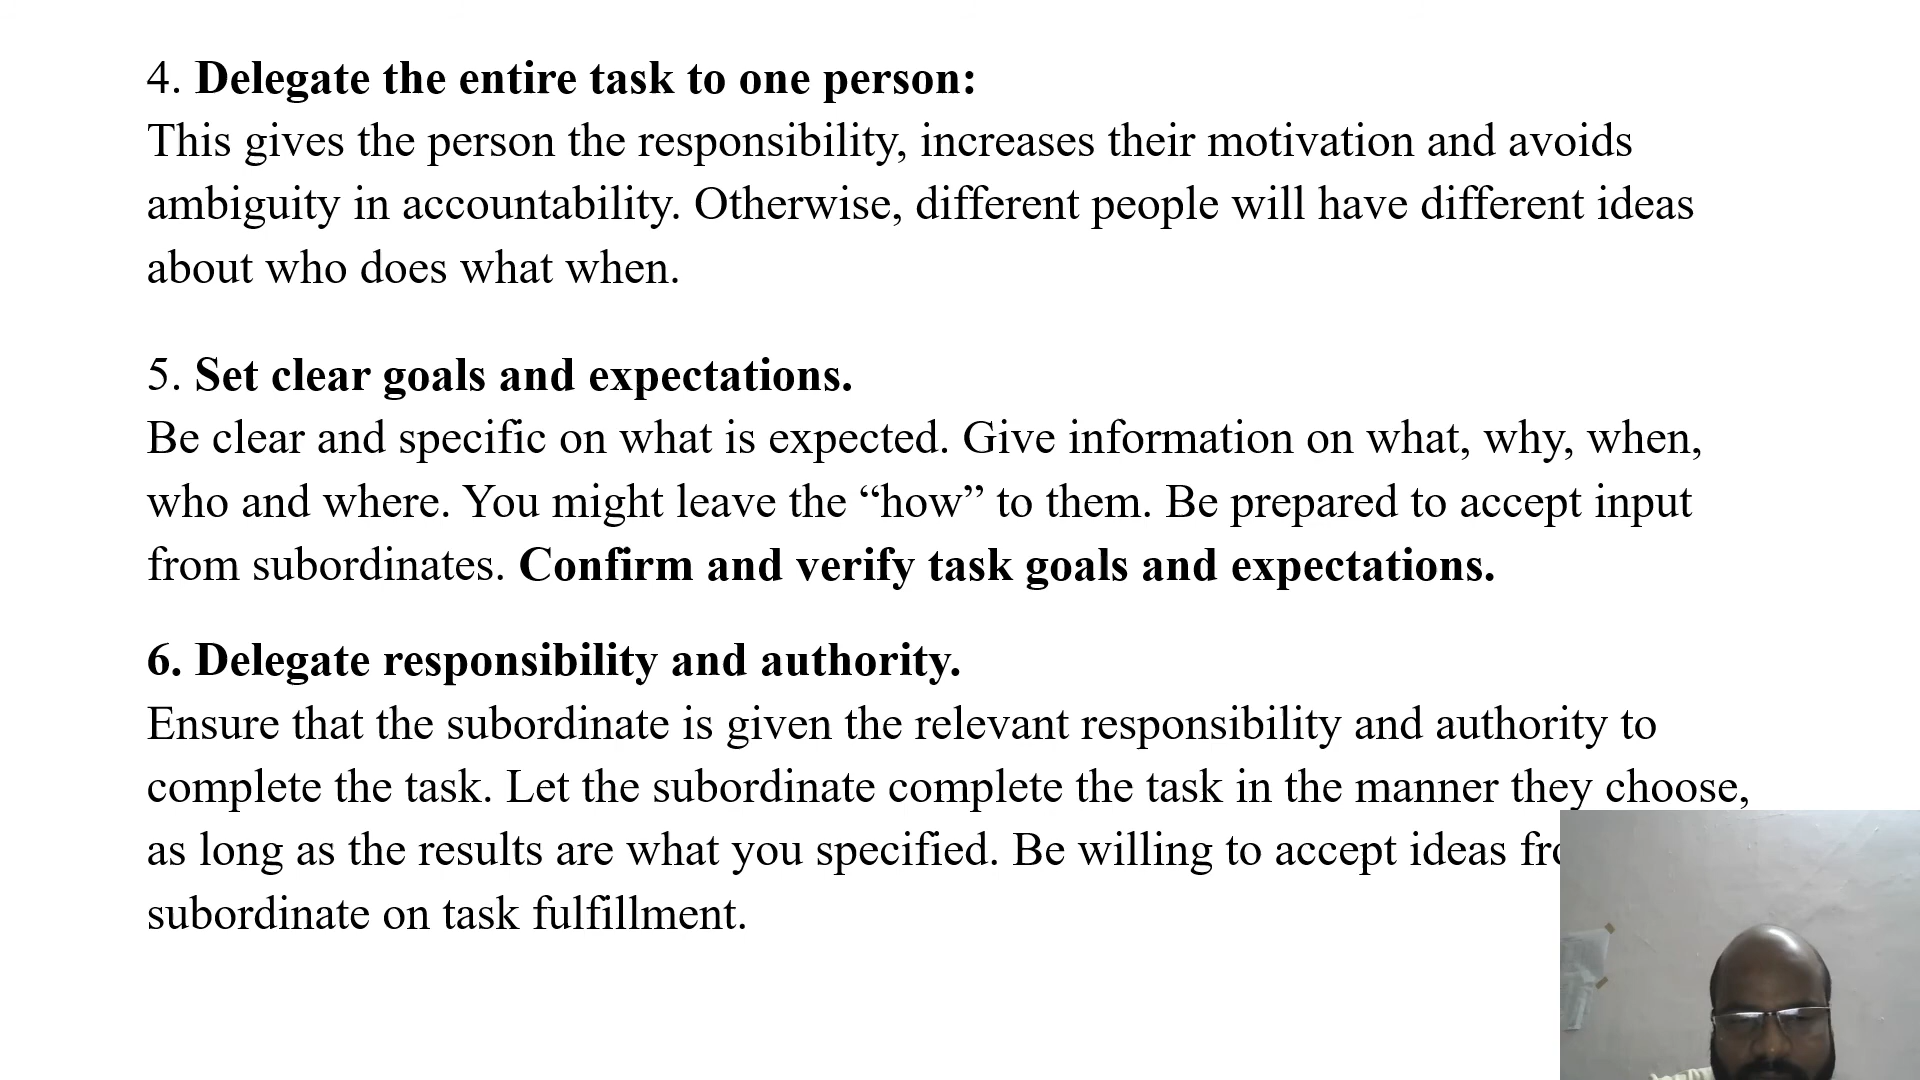 4. Delegate the entire task to one person:
This gives the person the responsibility, increases their motivation and avoids
ambiguity in accountability. Otherwise, different people will have different ideas
about who does what when.
5. Set clear goals and expectations.
Be clear and specific on what is expected. Give information on what, why, when,
who and where. You might leave the “how” to them. Be prepared to accept input
from subordinates. Confirm and verify task goals and expectations.
6. Delegate responsibility and authority.
Ensure that the subordinate is given the relevant responsibility and authority to
complete the task. Let the subordinate complete the task in the manner they choose,
as long as the results are what you specified. Be willing to accept ideas
subordinate on task fulfillment.